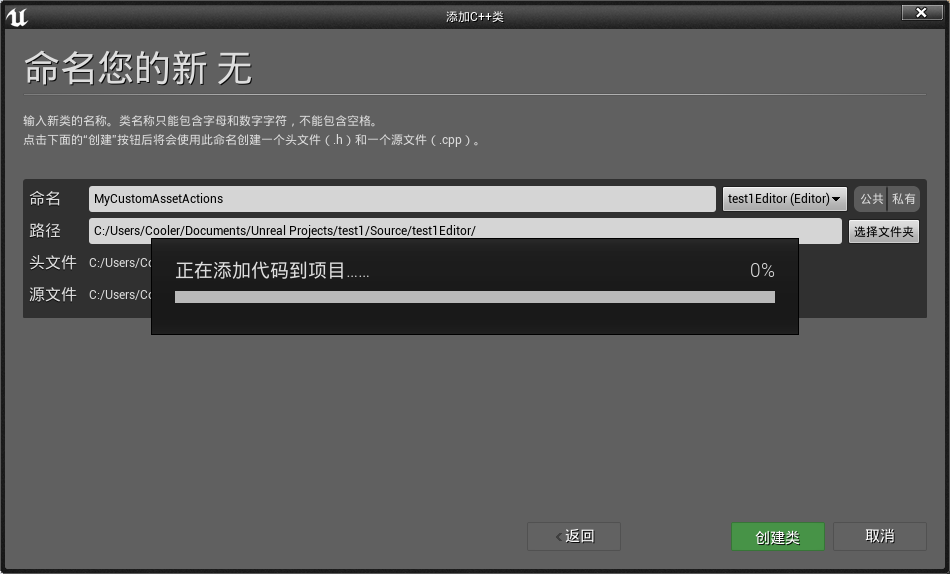 添加C++类
命名您的新 无
输入新类的名称。类名称只能包含字母和数字字符，不能包含空格。
点击下面的“创建”按钮后将会使用此命名创建一个头文件（.h）和一个源文件（.cpp）。
命名 MyCustomAssetActions test1Editor (Editor) 公共 私有
路径 C:/Users/Cooler/Documents/Unreal Projects/test1/Source/test1Editor/ 选择文件夹
头文件 C:/Users/Co
正在添加代码到项目...... 0%
源文件 C:/Users/Co
<返回 创建类 取消